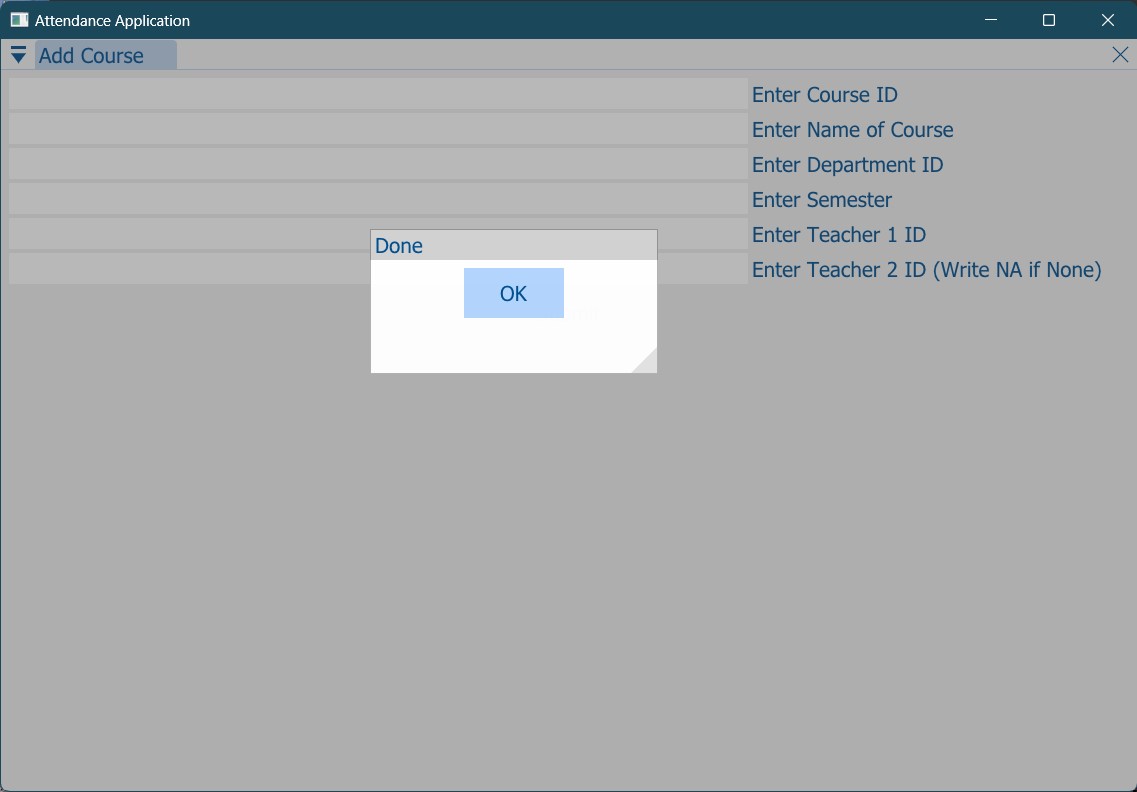 Attendance Application
Add Course
Enter Course ID
Enter Name of Course
Enter Department ID
Enter Semester
Enter Teacher 1 ID
Enter Teacher 2 ID (Write NA if None)
Done
OK